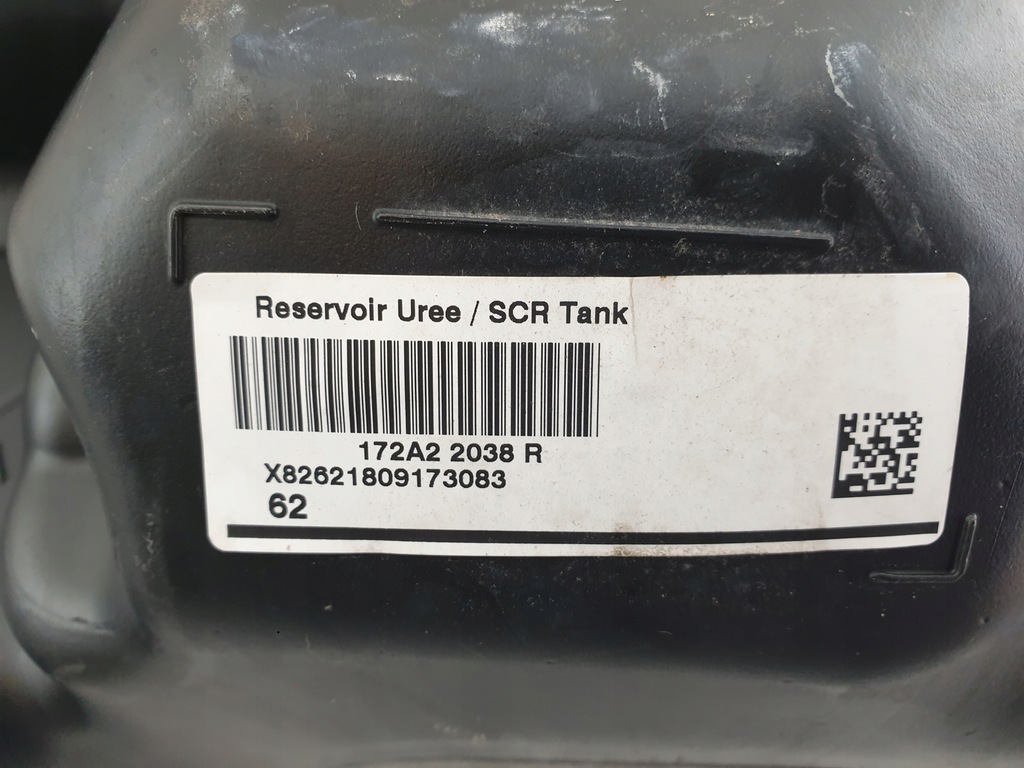 Reservoir Uree / SCR Tank
172A2 2038 R
X82621809173083
62